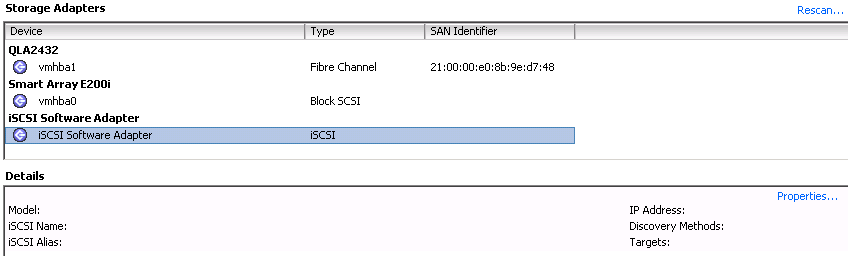 Storage Adapters
Rescan...
Device Type SAN Identifier
QLA2432
vmhba1 Fibre Channel 21:00:00:e0:8b:9e:d7:48
Smart Array E200i
vmhba0 Block SCSI
iSCSI Software Adapter
iSCSI Software Adapter iSCSI
Details
Properties...
Model: IP Address:
iSCSI Name: Discovery Methods:
iSCSI Alias: Targets: